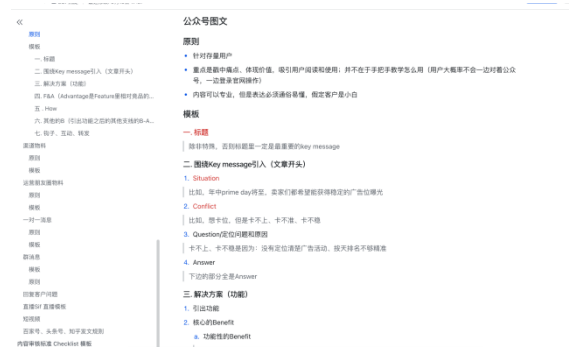 原则
模板
一. 标题
二. 围绕Key message引入（文章开头）
三. 解决方案（功能）
四. F&A（Advantage是Feature里相对竞品的...
五 . How
六. 其他的B（引出功能之后的其他支线的B-A...
七. 钩子、互动、转发
渠道物料
原则
模板
运营朋友圈物料
原则
模板
一对一消息
原则
模板
群消息
模板
原则
回复客户问题
直播Sif 直播模板
短视频
百家号、头条号、知乎发文规则
内容审核标准 Checklist 模板
公众号图文
原则
• 针对存量用户
• 重点是戳中痛点、体现价值，吸引用户阅读和使用；并不在于手把手教学怎么用（用户大概率不会一边对着公众
号，一边登录官网操作）
• 内容可以专业，但是表达必须通俗易懂，假定客户是小白
模板
一. 标题
除非特殊，否则标题里一定是最重要的key message
二. 围绕Key message引入（文章开头）
1. Situation
比如，年中prime day将至，卖家们都希望能获得稳定的广告位曝光
2. Conflict
比如，想卡位，但是卡不上、卡不准、卡不稳
3. Question/定位问题和原因
卡不上、卡不稳是因为：没有定位清楚广告活动，按天排名不够精准
4. Answer
下边的部分全是Answer
三. 解决方案（功能）
1. 引出功能
2. 核心的Benefit
a. 功能性的Benefit